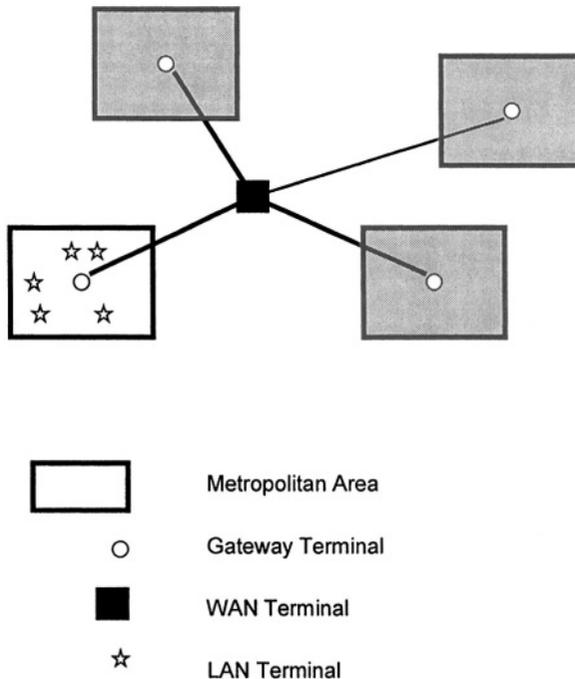 Metropolitan Area
Gateway Terminal
WAN Terminal
LAN Terminal